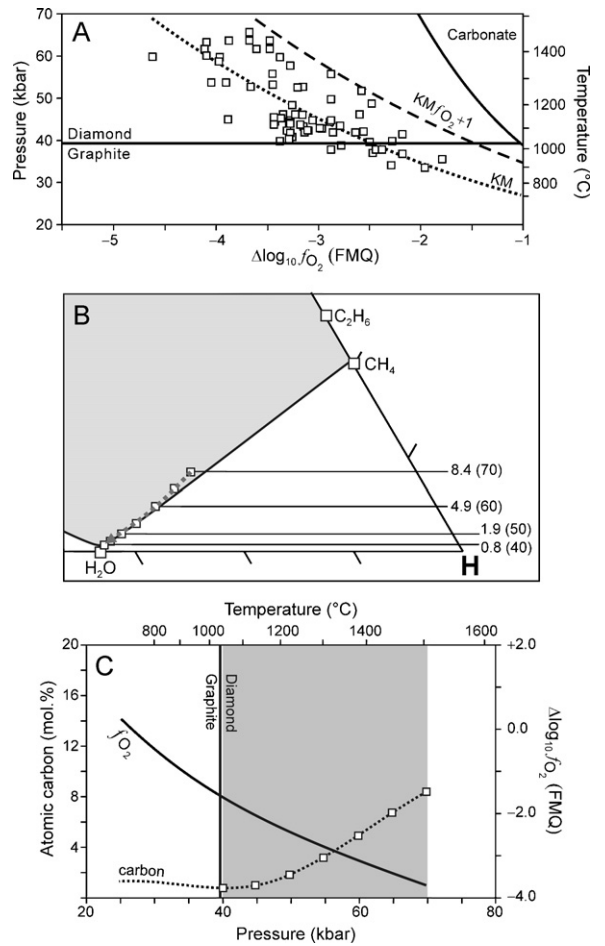 A
70
60
50
40
30
20
Pressure (kbar)
Carbonate
KMfO2+1
KM
Diamond
Graphite
1400
1200
1100
1000
800
Temperature (°C)
−5
−4
−3
−2
−1
Δlog10 fO2 (FMQ)
B
C2H6
CH4
8.4 (70)
4.9 (60)
1.9 (50)
0.8 (40)
H2O
H
Temperature (°C)
800
1000
1200
1400
1600
C
20
16
12
8
4
Atomic carbon (mol.%)
Graphite
Diamond
fO2
carbon
+2.0
0.0
−2.0
−4.0
Δlog10 fO2 (FMQ)
20
40
60
80
Pressure (kbar)